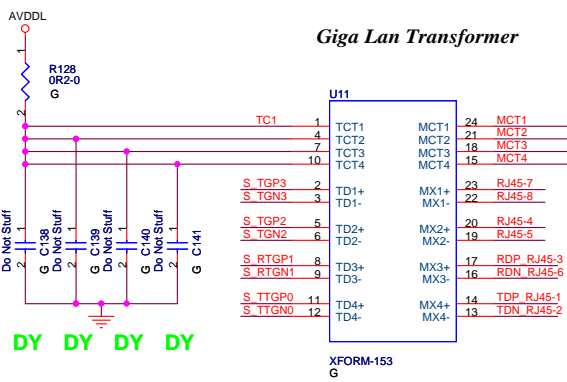 AVDDL
Giga Lan Transformer
1
R128
0R2-0
G
2
U11
TC1
1 TCT1 MCT1 24 MCT1
4 TCT2 MCT2 21 MCT2
7 TCT3 MCT3 18 MCT3
10 TCT4 MCT4 15 MCT4
S_TGP3 2 TD1+ MX1+ 23 RJ45-7
S_TGN3 3 TD1- MX1- 22 RJ45-8
S_TGP2 5 TD2+ MX2+ 20 RJ45-4
S_TGN2 6 TD2- MX2- 19 RJ45-5
S_RTGP1 8 TD3+ MX3+ 17 RDP_RJ45-3
S_RTGN1 9 TD3- MX3- 16 RDN_RJ45-6
S_TTGP0 11 TD4+ MX4+ 14 TDP_RJ45-1
S_TTGN0 12 TD4- MX4- 13 TDN_RJ45-2
1 1 1 1
Do Not Stuff
G C138
Do Not Stuff
G C139
Do Not Stuff
G C140
Do Not Stuff
G C141
2 2 2 2
DY DY DY DY
XFORM-153
G